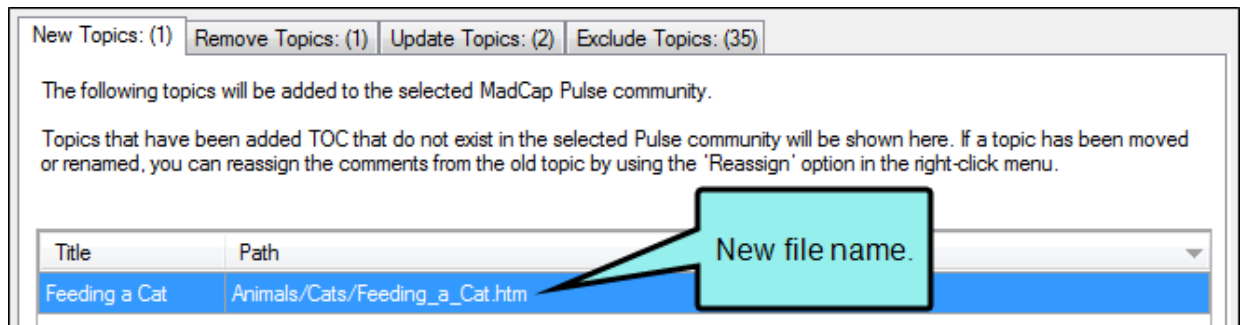 New Topics: (1) Remove Topics: (1) Update Topics: (2) Exclude Topics: (35)
The following topics will be added to the selected MadCap Pulse community.
Topics that have been added TOC that do not exist in the selected Pulse community will be shown here. If a topic has been moved
or renamed, you can reassign the comments from the old topic by using the 'Reassign' option in the right-click menu.
New file name.
Title Path
Feeding a Cat Animals/Cats/Feeding_a_Cat.htm